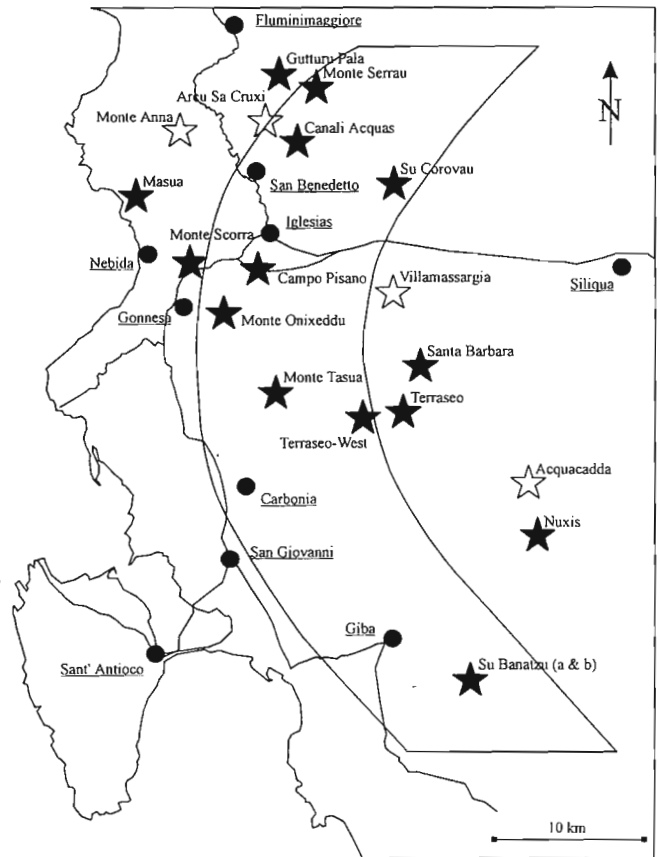 Fluminimaggiore
Gutturu Pala
Monte Serrau
Arcu Sa Cruxi
Monte Anna
Canali Acquas
N
San Benedetto
Su Corovau
Masua
Iglesias
Monte Scorra
Nebida
Campo Pisano
Villamassargia
Siliqua
Gonnesa
Monte Onixeddu
Santa Barbara
Monte Tasua
Terraseo
Terraseo-West
Acquacadda
Carbonia
Nuxis
San Giovanni
Giba
Sant' Antioco
Su Banatzu (a & b)
10 km